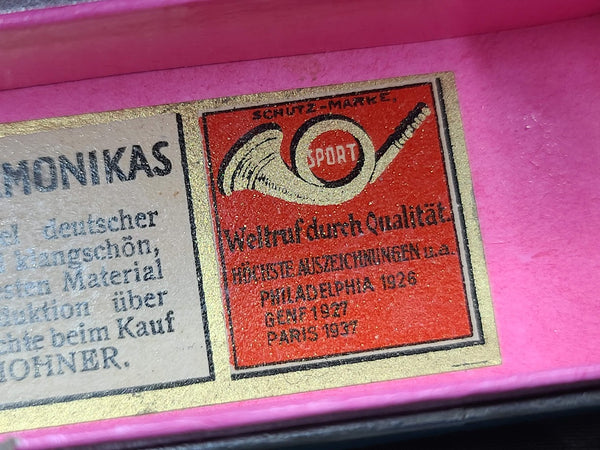 MONIKAS
deutscher
klangschön,
Material
duktion über
beim Kauf
HOHNER.
SCHUTZ-MARKE.
SPORT
Weltruf durch Qualität.
HÖCHSTE AUSZEICHNUNGEN u.a.
PHILADELPHIA 1926
GENF 1927
PARIS 1937